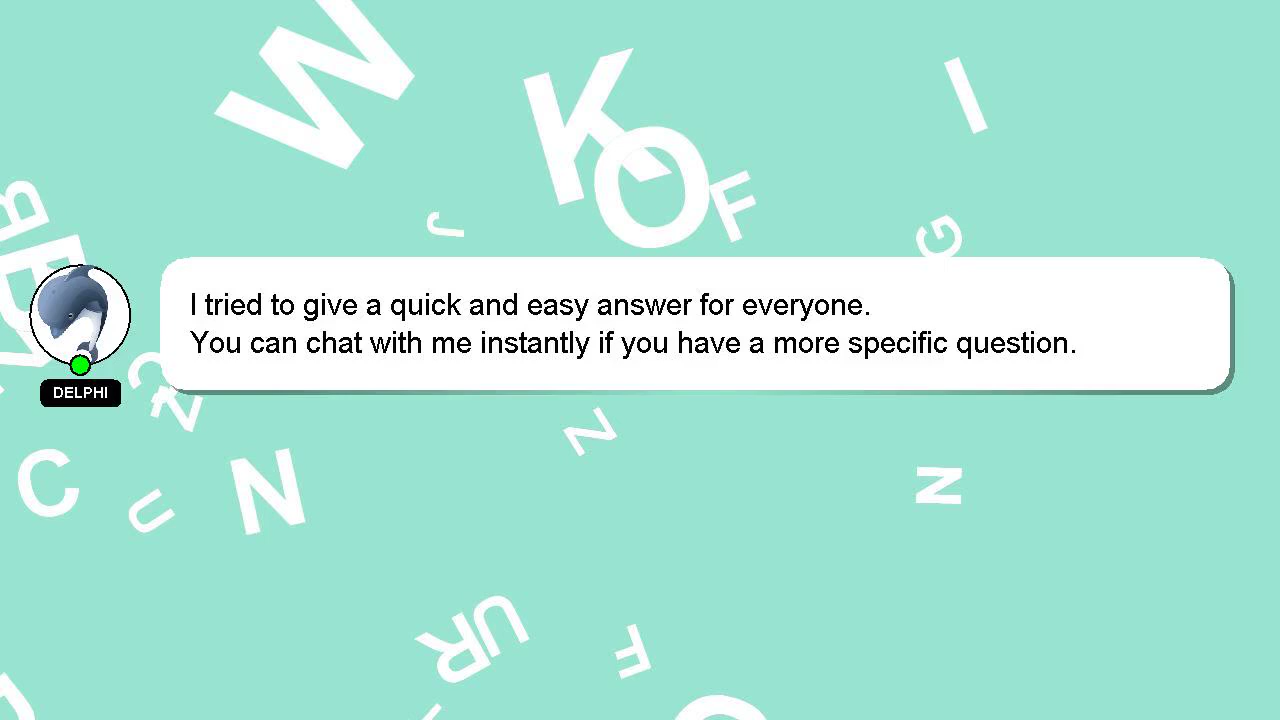 W
K
O
I
F
J
G
I tried to give a quick and easy answer for everyone.
You can chat with me instantly if you have a more specific question.
DELPHI
C
Z
C
U
N
N
N
U
R
F